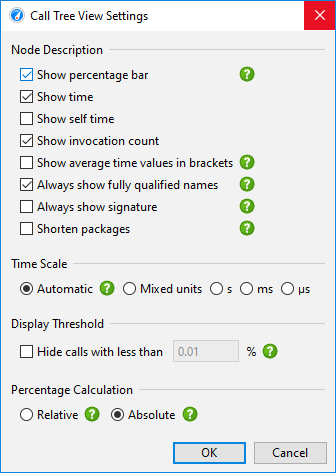 Call Tree View Settings
Node Description
Show percentage bar
Show time
Show self time
Show invocation count
Show average time values in brackets
Always show fully qualified names
Always show signature
Shorten packages
Time Scale
Automatic Mixed units s ms µs
Display Threshold
Hide calls with less than 0.01 %
Percentage Calculation
Relative Absolute
OK Cancel